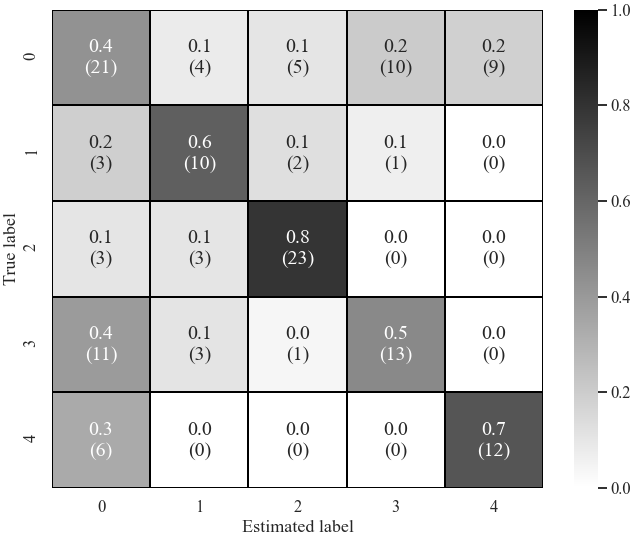 0.4 0.1 0.1 0.2 0.2
(21) (4) (5) (10) (9)
0.2 0.6 0.1 0.1 0.0
(3) (10) (2) (1) (0)
0.1 0.1 0.8 0.0 0.0
(3) (3) (23) (0) (0)
0.4 0.1 0.0 0.5 0.0
(11) (3) (1) (13) (0)
0.3 0.0 0.0 0.0 0.7
(6) (0) (0) (0) (12)
0
1
2
3
4
True label
0 1 2 3 4
Estimated label
1.0
0.8
0.6
0.4
0.2
0.0